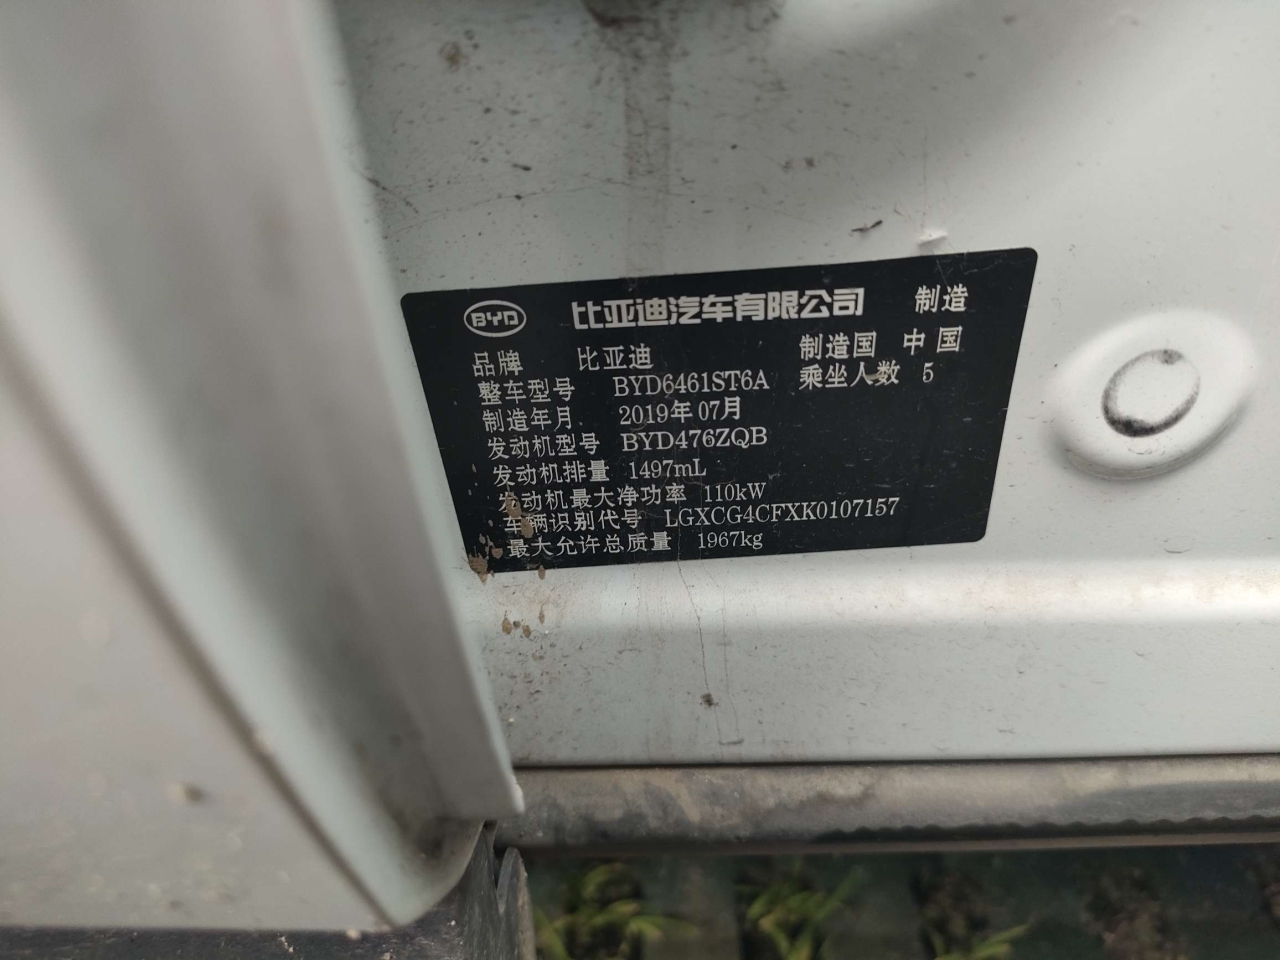 BYD 比亚迪汽车有限公司 制造
品牌 比亚迪 制造国 中国
整车型号 BYD6461ST6A 乘坐人数 5
制造年月 2019年07月
发动机型号 BYD476ZQB
发动机排量 1497mL
发动机最大净功率 110kW
车辆识别代号 LGXCG4CFXK0107157
最大允许总质量 1967kg